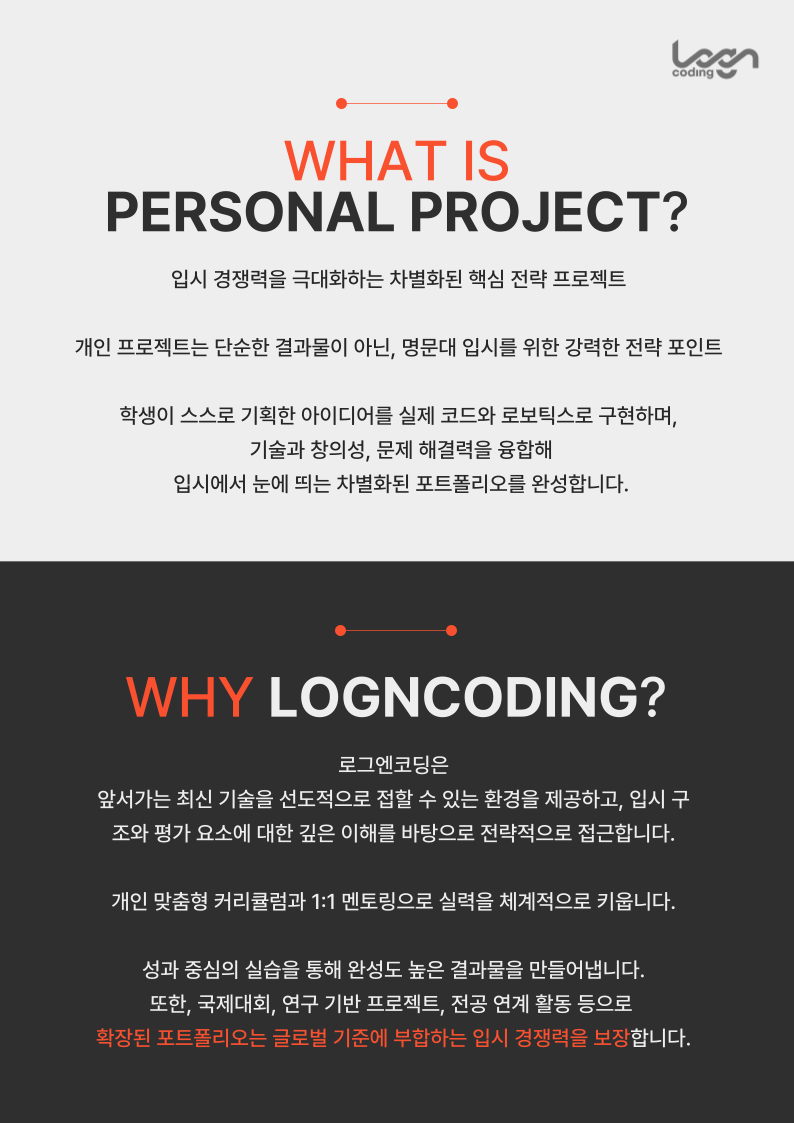 Logn
coding
WHAT IS
PERSONAL PROJECT?
입시 경쟁력을 극대화하는 차별화된 핵심 전략 프로젝트
개인 프로젝트는 단순한 결과물이 아닌, 명문대 입시를 위한 강력한 전략 포인트
학생이 스스로 기획한 아이디어를 실제 코드와 로보틱스로 구현하며,
기술과 창의성, 문제 해결력을 융합해
입시에서 눈에 띄는 차별화된 포트폴리오를 완성합니다.
WHY LOGNCODING?
로그엔코딩은
앞서가는 최신 기술을 선도적으로 접할 수 있는 환경을 제공하고, 입시 구
조와 평가 요소에 대한 깊은 이해를 바탕으로 전략적으로 접근합니다.
개인 맞춤형 커리큘럼과 1:1 멘토링으로 실력을 체계적으로 키웁니다.
성과 중심의 실습을 통해 완성도 높은 결과물을 만들어냅니다.
또한, 국제대회, 연구 기반 프로젝트, 전공 연계 활동 등으로
확장된 포트폴리오는 글로벌 기준에 부합하는 입시 경쟁력을 보장합니다.